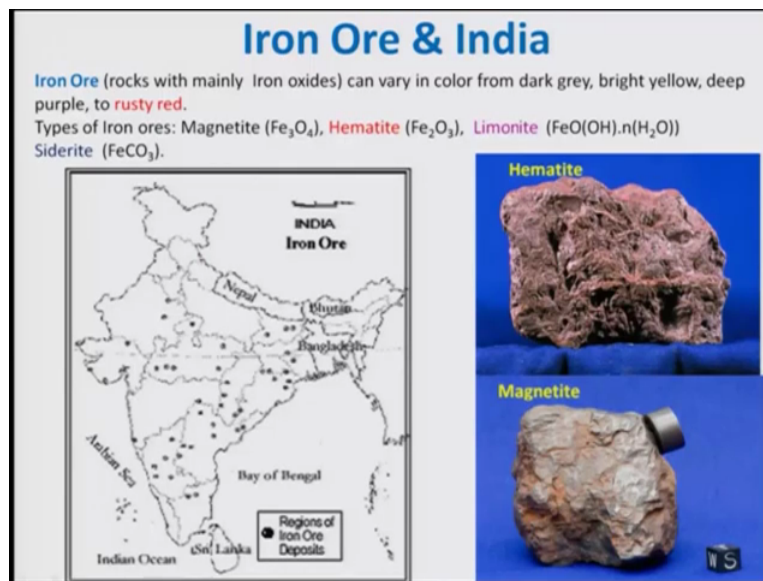 Iron Ore & India
Iron Ore (rocks with mainly Iron oxides) can vary in color from dark grey, bright yellow, deep
purple, to rusty red.
Types of Iron ores: Magnetite (Fe₃O₄), Hematite (Fe₂O₃), Limonite (FeO(OH).n(H₂O))
Siderite (FeCO₃).
INDIA
Iron Ore
Nepal
Bhutan
Bangladesh
Arabian Sea
Bay of Bengal
Sri Lanka
Indian Ocean
Regions of
Iron Ore
Deposits
Hematite
Magnetite
W S